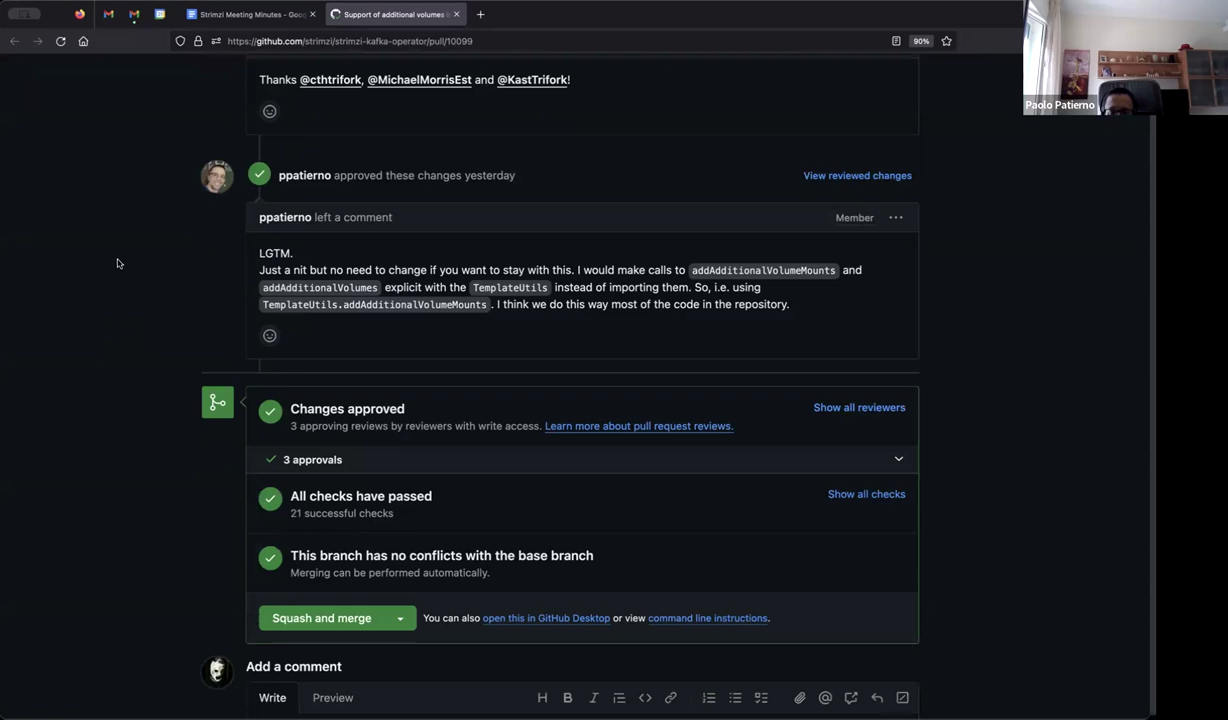 Strimzi Meeting Minutes - Goog
Support of additional volumes i
https://github.com/strimzi/strimzi-kafka-operator/pull/10099
90%
Paolo Patierno
Thanks @cthtrifork, @MichaelMorrisEst and @KastTrifork!
ppatierno approved these changes yesterday
View reviewed changes
ppatierno left a comment
Member
LGTM.
Just a nit but no need to change if you want to stay with this. I would make calls to addAdditionalVolumeMounts and
addAdditionalVolumes explicit with the TemplateUtils instead of importing them. So, i.e. using
TemplateUtils.addAdditionalVolumeMounts. I think we do this way most of the code in the repository.
Changes approved
Show all reviewers
3 approving reviews by reviewers with write access. Learn more about pull request reviews.
3 approvals
All checks have passed
Show all checks
21 successful checks
This branch has no conflicts with the base branch
Merging can be performed automatically.
Squash and merge
You can also open this in GitHub Desktop or view command line instructions.
Add a comment
Write
Preview